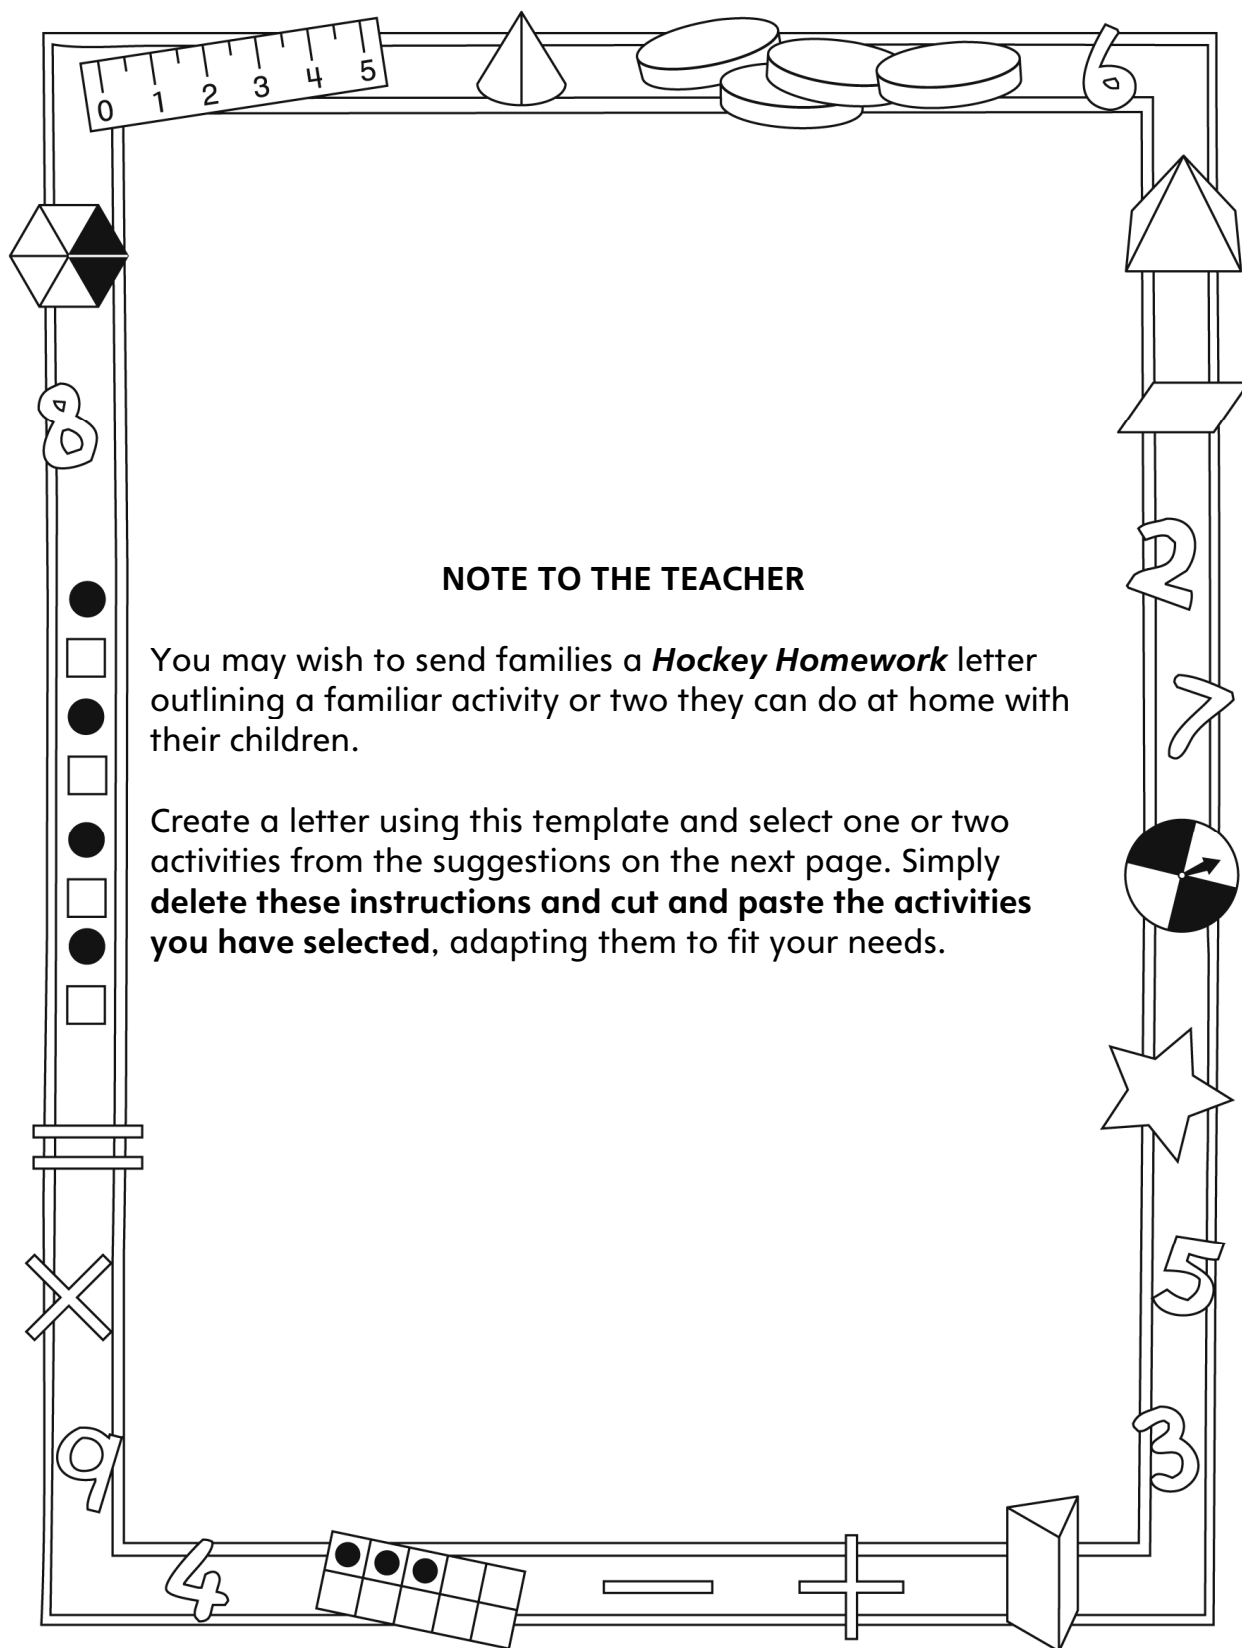 0 1 2 3 4 5
6
8
2
7
5
3
9
4
NOTE TO THE TEACHER
You may wish to send families a Hockey Homework letter
outlining a familiar activity or two they can do at home with
their children.
Create a letter using this template and select one or two
activities from the suggestions on the next page. Simply
delete these instructions and cut and paste the activities
you have selected, adapting them to fit your needs.